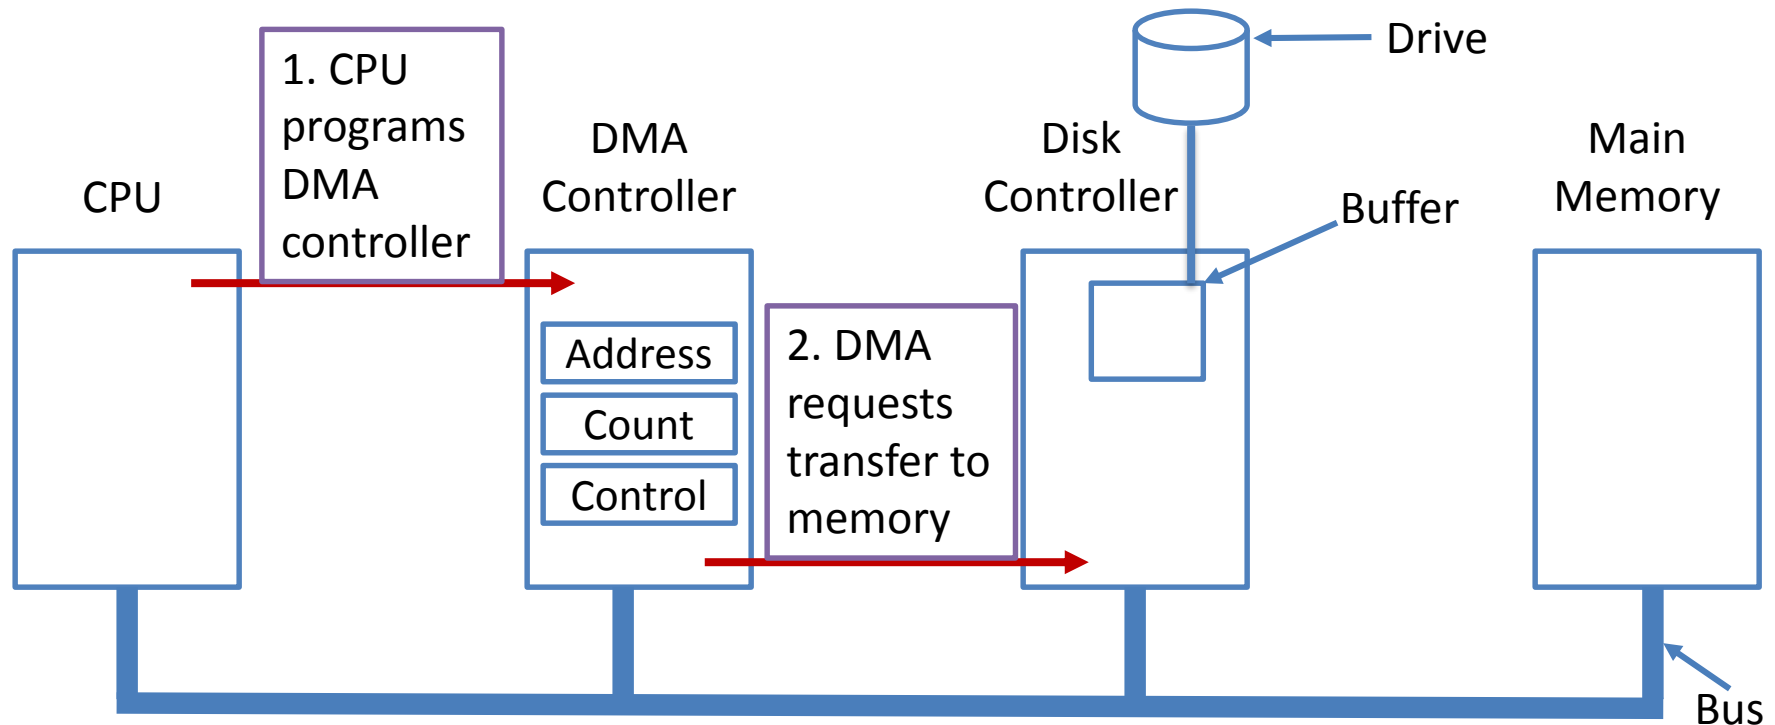 CPU
1. CPU
programs
DMA
controller
DMA
Controller
Address
Count
Control
2. DMA
requests
transfer to
memory
Disk
Controller
Drive
Buffer
Main
Memory
Bus